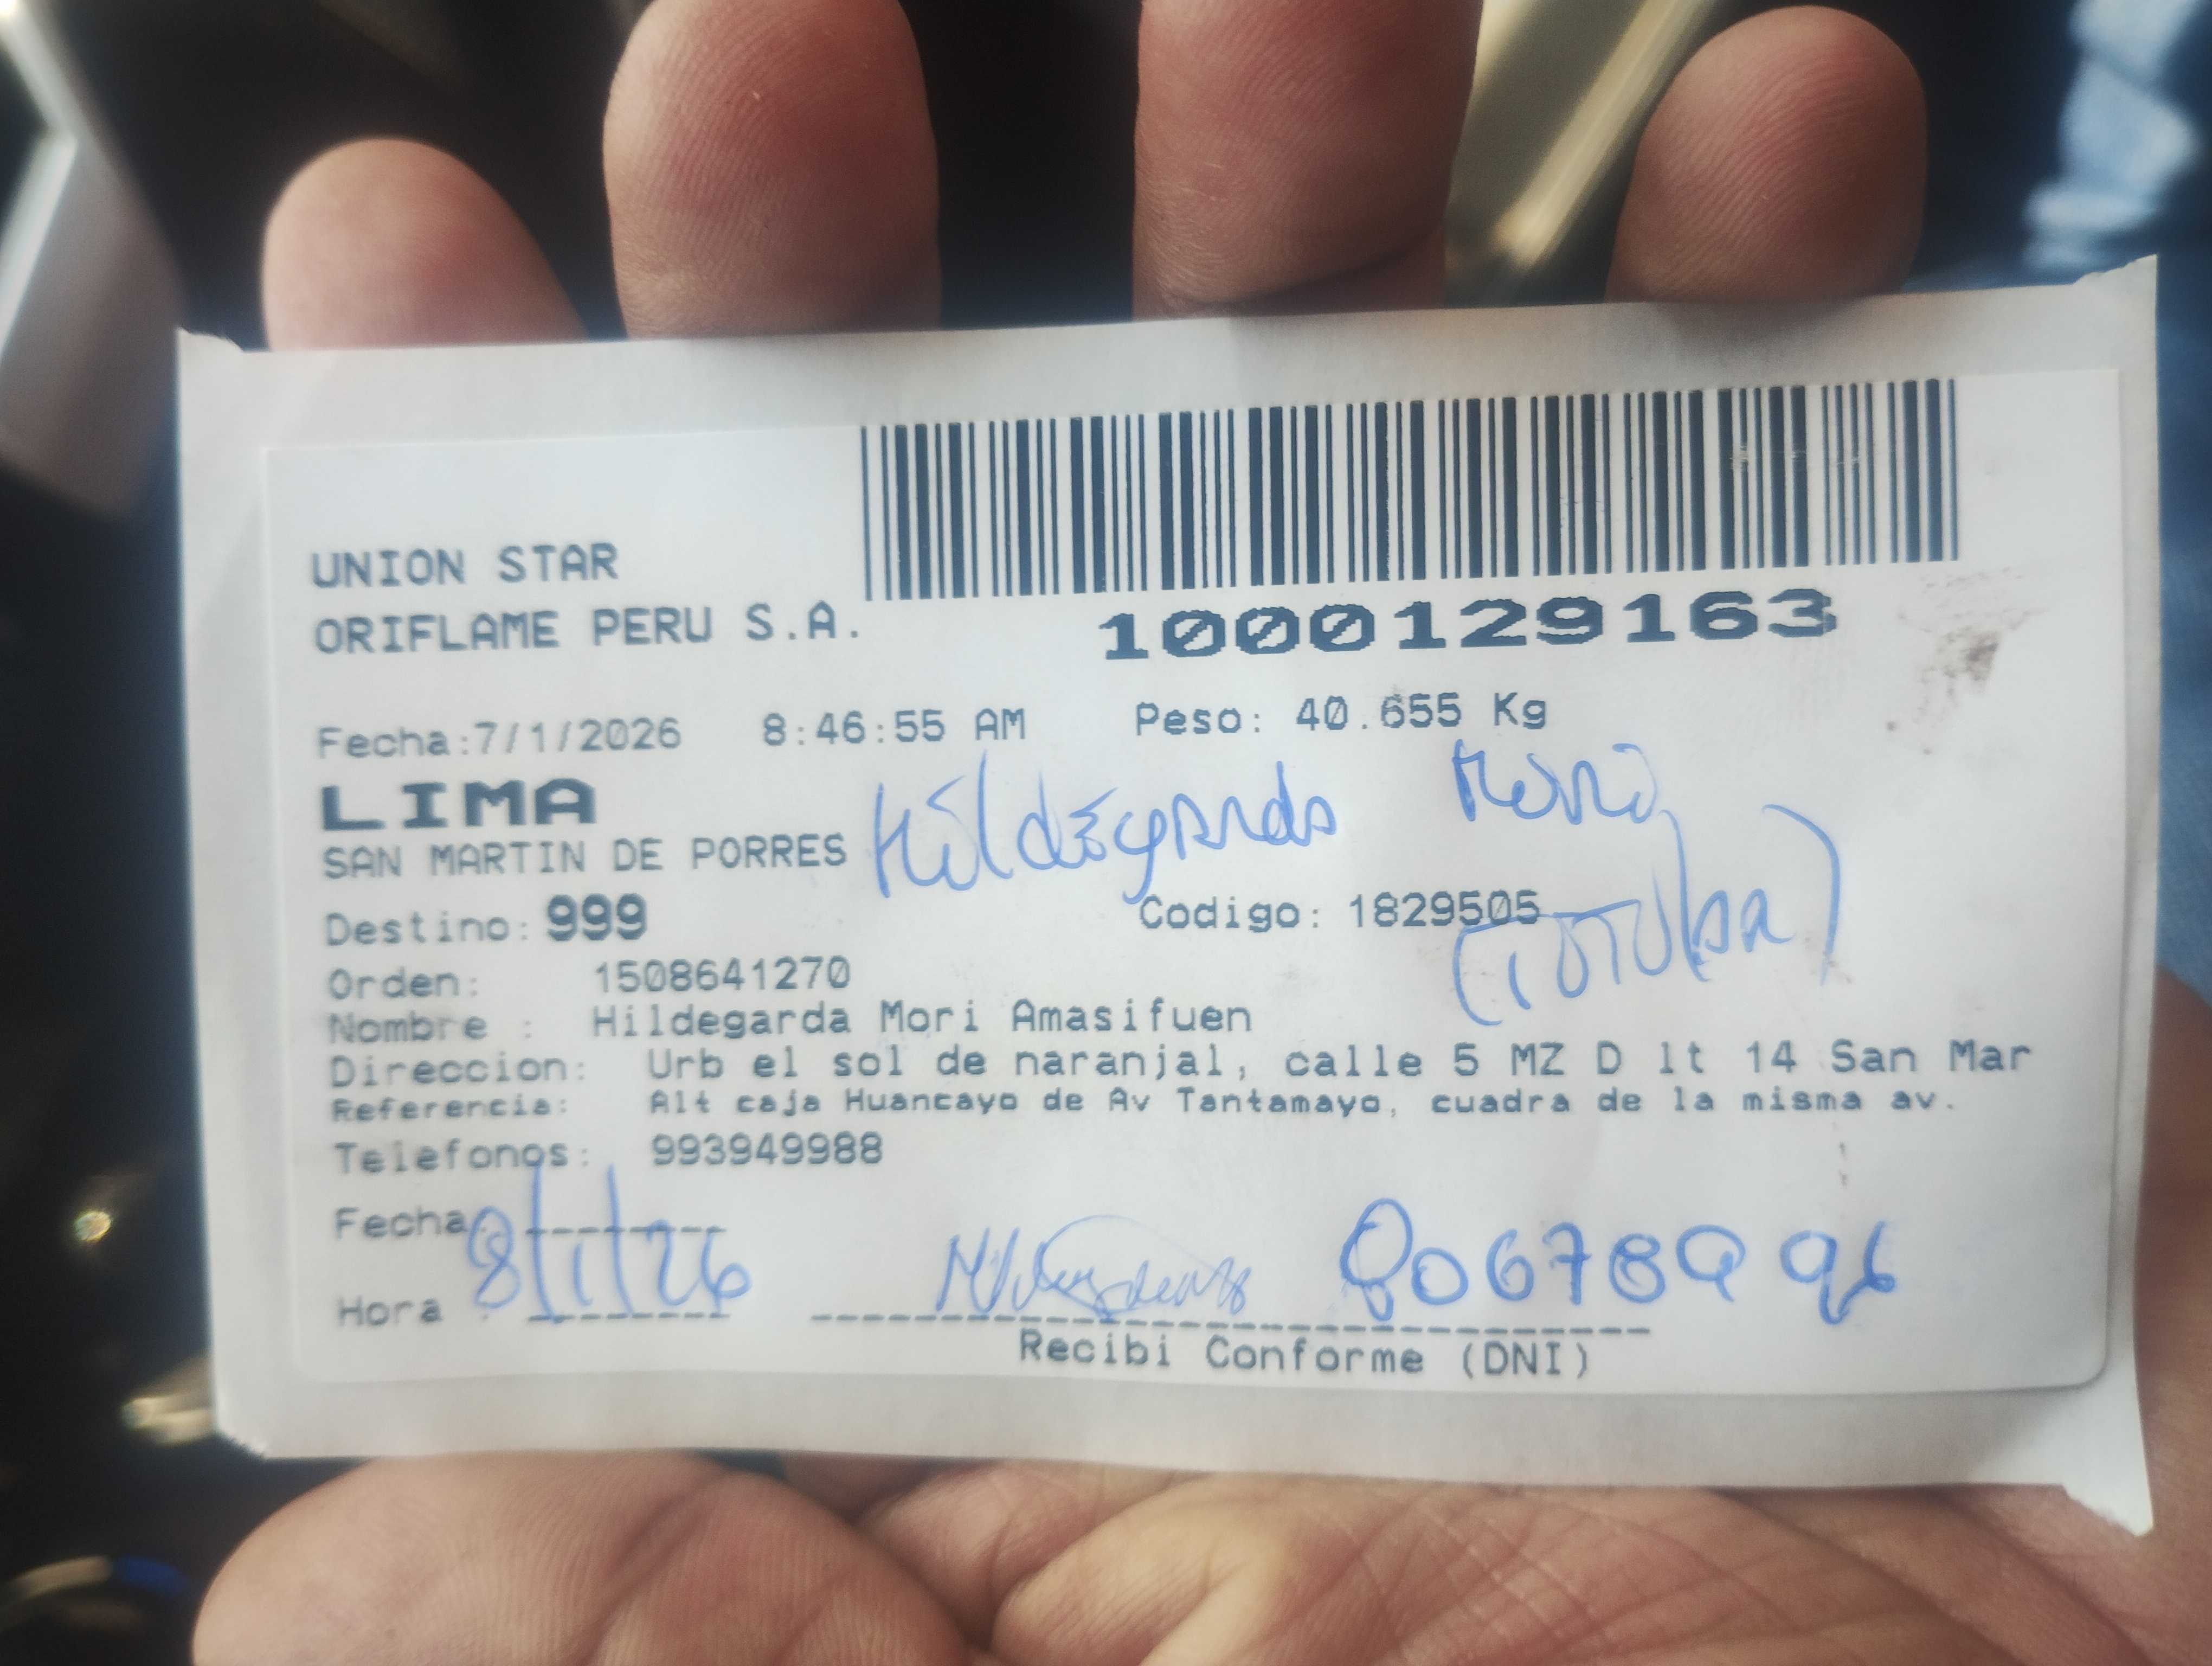 UNION STAR
ORIFLAME PERU S.A.
1000129163
Fecha:7/1/2026 8:46:55 AM Peso: 40.655 Kg
LIMA
Hildegarda Mori
SAN MARTIN DE PORRES
(Titular)
Destino: 999 Codigo: 1829505
Orden: 1508641270
Nombre : Hildegarda Mori Amasifuen
Direccion: Urb el sol de naranjal, calle 5 MZ D lt 14 San Mar
Referencia: Alt caja Huancayo de Av Tantamayo, cuadra de la misma av.
Telefonos: 993949988
Fecha: 8/1/26
Hora :
Recibi Conforme (DNI)